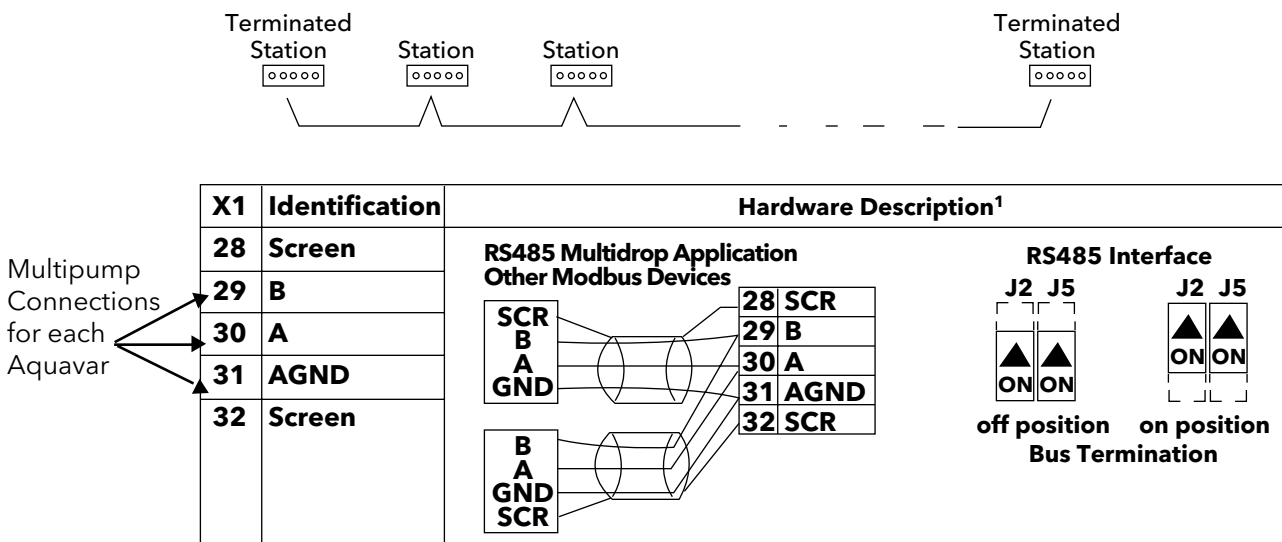 Terminated
Station
Station
Station
Terminated
Station
X1 Identification Hardware Description¹
28 Screen
29 B
30 A
31 AGND
32 Screen
Multipump
Connections
for each
Aquavar
RS485 Multidrop Application
Other Modbus Devices
SCR
B
A
GND
28 SCR
29 B
30 A
31 AGND
32 SCR
B
A
GND
SCR
RS485 Interface
J2 J5
ON ON
off position
J2 J5
ON ON
on position
Bus Termination